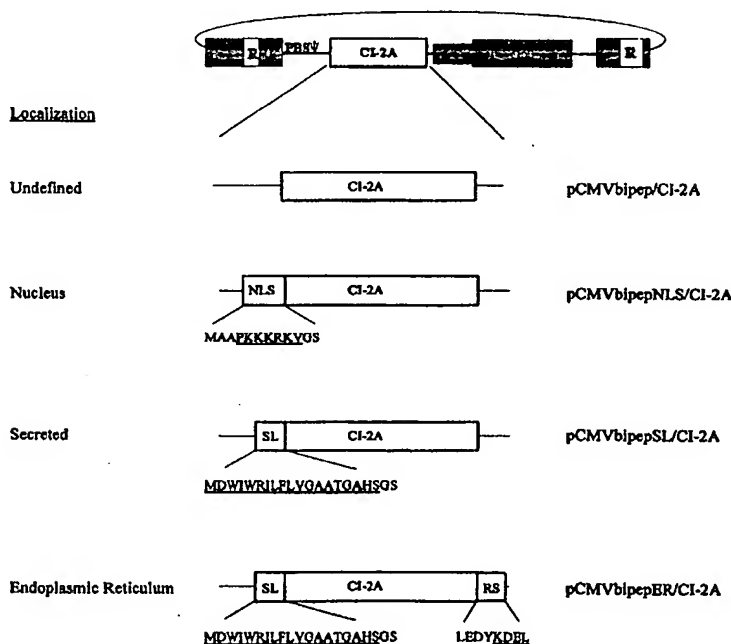 R PBSψ CI-2A R
Localization
Undefined CI-2A pCMVbipep/CI-2A
Nucleus NLS CI-2A pCMVbipepNLS/CI-2A
MAAPKKKRKVGS
Secreted SL CI-2A pCMVbipepSL/CI-2A
MDWIWRILFLVGAATGAHSGS
Endoplasmic Reticulum SL CI-2A RS pCMVbipepER/CI-2A
MDWIWRILFLVGAATGAHSGS LEDYKDEL